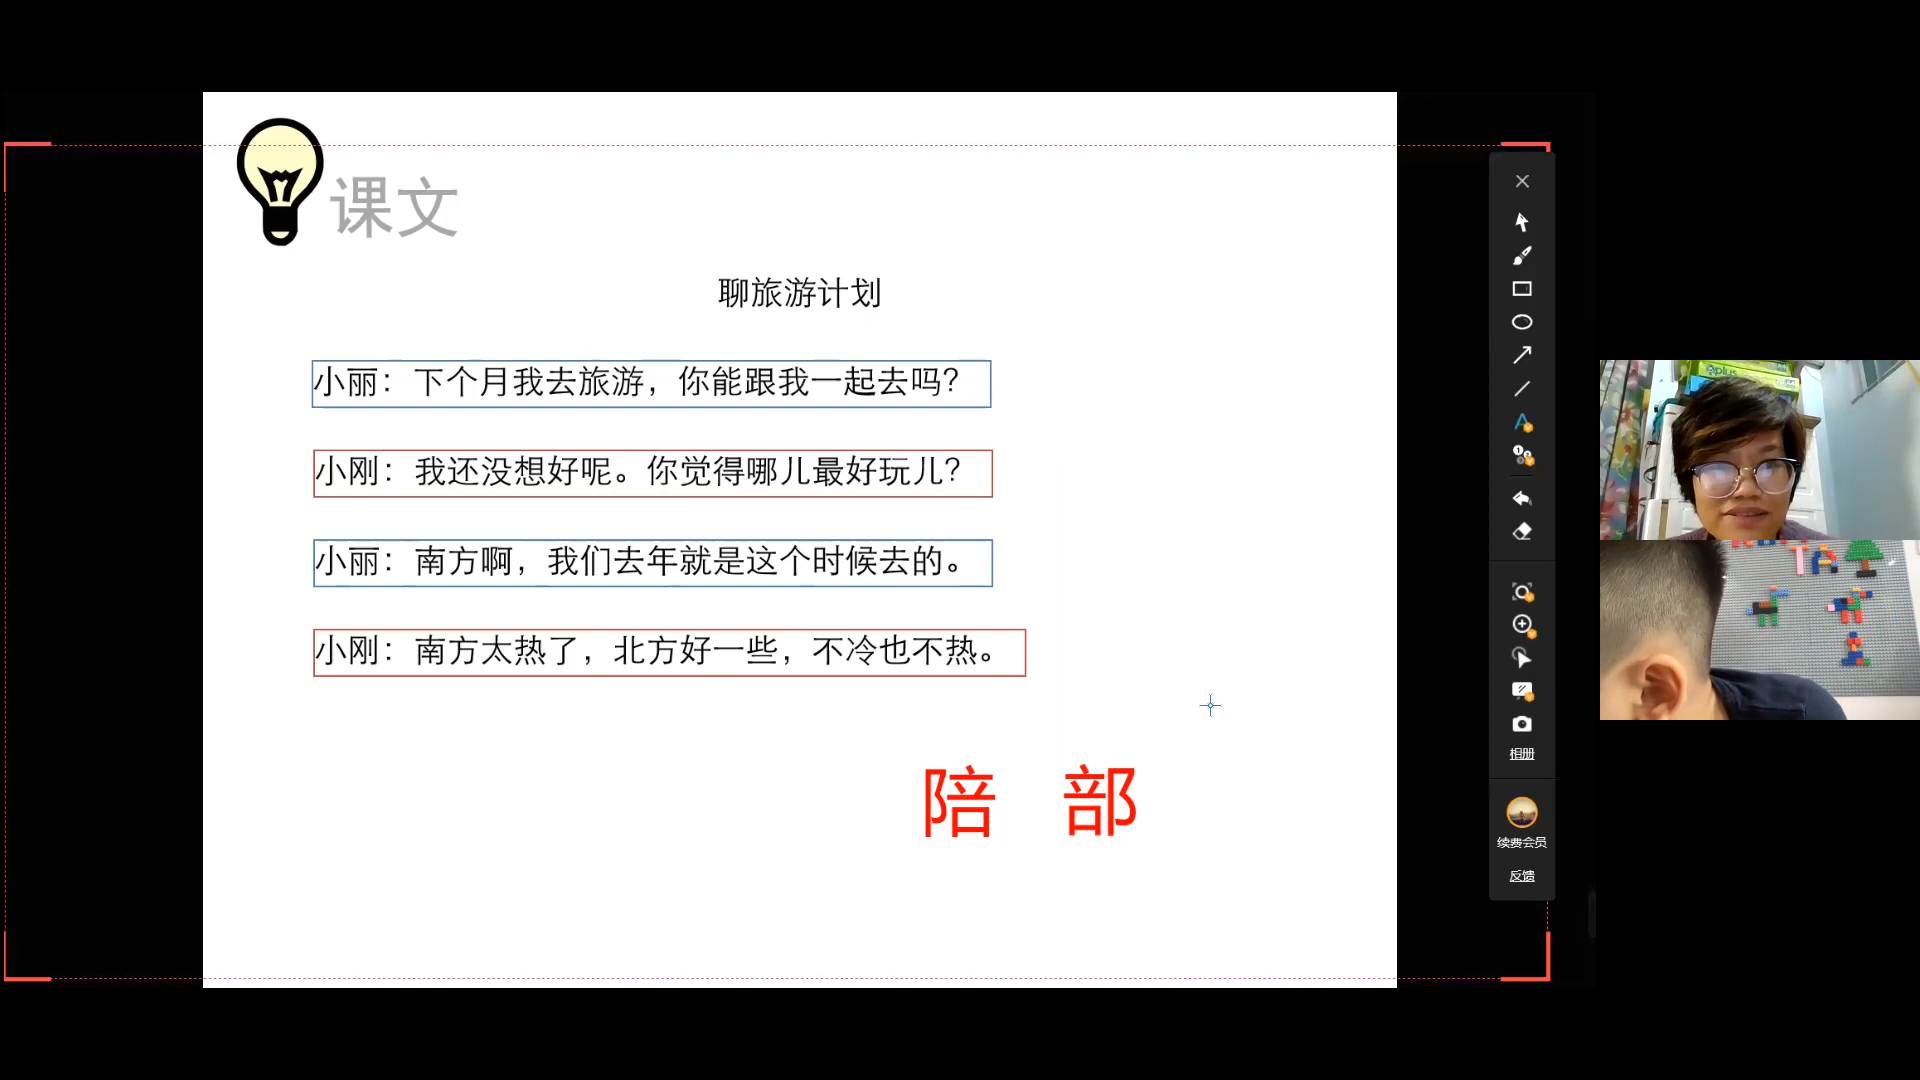 课文
聊旅游计划
小丽：下个月我去旅游，你能跟我一起去吗？
小刚：我还没想好呢。你觉得哪儿最好玩儿？
小丽：南方啊，我们去年就是这个时候去的。
小刚：南方太热了，北方好一些，不冷也不热。
陪 部
相册
续费会员
反馈
aplus